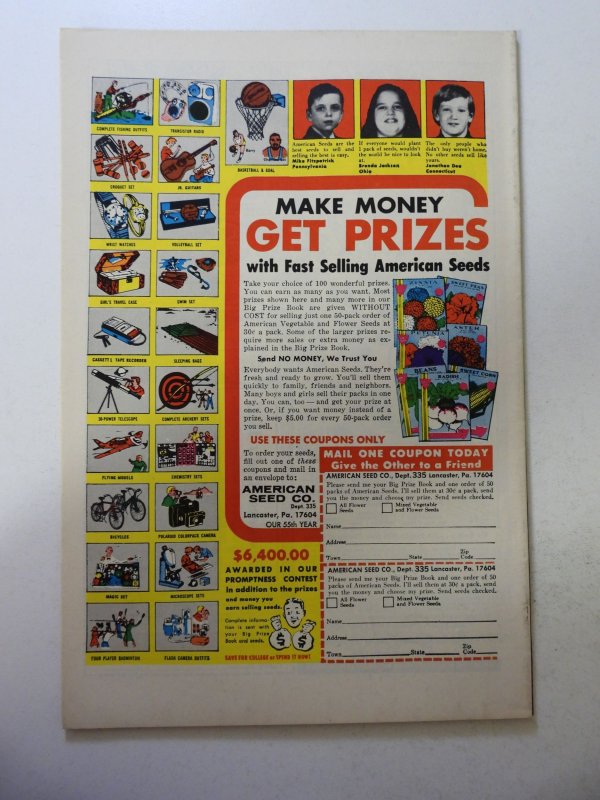 COMPLETE FISHING OUTFITS
TRANSISTOR RADIO
BASKETBALL & GOAL
CROQUET SET
JR. GUITARS
WRIST WATCHES
VOLLEYBALL SET
GIRL'S TRAVEL CASE
SWIM SET
CASSETTE TAPE RECORDER
SLEEPING BAGS
30-POWER TELESCOPE
COMPLETE ARCHERY SETS
FLYING MODELS
CHEMISTRY SETS
BICYCLES
POLAROID COLORPACK CAMERA
MAGIC SET
MICROSCOPE SETS
FOUR PLAYER BADMINTON
FLASH CAMERA OUTFITS
American Seeds are the
best seeds to sell and
selling the best is easy.
Mike Fitzpatrick
Pennsylvania
If everyone would plant
1 pack of seeds, wouldn't
the world be nice to look
at.
Brenda Jackson
Ohio
The only people who
didn't buy weren't home.
No other seeds sell like
yours.
Jonathan Dea
Connecticut
MAKE MONEY
GET PRIZES
with Fast Selling American Seeds
Take your choice of 100 wonderful prizes.
You can earn as many as you want. Most
prizes shown here and many more in our
Big Prize Book are given WITHOUT
COST for selling just one 50-pack order of
American Vegetable and Flower Seeds at
30¢ a pack. Some of the larger prizes re-
quire more sales or extra money as ex-
plained in the Big Prize Book.
Send NO MONEY, We Trust You
Everybody wants American Seeds. They're
fresh and ready to grow. You'll sell them
quickly to family, friends and neighbors.
Many boys and girls sell their packs in one
day. You can, too — and get your prize at
once. Or, if you want money instead of a
prize, keep $5.00 for every 50-pack order
you sell.
ZINNIA
SWEET PEAS
PETUNIA
ASTER
BEANS
RADISH
SWEET CORN
USE THESE COUPONS ONLY
To order your seeds,
fill out one of these
coupons and mail in
an envelope to:
AMERICAN
SEED CO.
Dept. 335
Lancaster, Pa. 17604
OUR 55th YEAR
$6,400.00
AWARDED IN OUR
PROMPTNESS CONTEST
in addition to the prizes
and money you
earn selling seeds.
Complete informa-
tion is sent with
your Big Prize
Book and seeds.
SAVE FOR COLLEGE or SPEND IT NOW!
MAIL ONE COUPON TODAY
Give the Other to a Friend
AMERICAN SEED CO., Dept. 335 Lancaster, Pa. 17604
Please send me your Big Prize Book and one order of 50
packs of American Seeds. I'll sell them at 30¢ a pack, send
you the money and choose my prize. Send seeds checked.
All Flower Seeds
Mixed Vegetable and Flower Seeds
Name
Address
Town State Zip Code
AMERICAN SEED CO., Dept. 335 Lancaster, Pa. 17604
Please send me your Big Prize Book and one order of 50
packs of American Seeds. I'll sell them at 30¢ a pack, send
you the money and choose my prize. Send seeds checked.
All Flower Seeds
Mixed Vegetable and Flower Seeds
Name
Address
Town State Zip Code